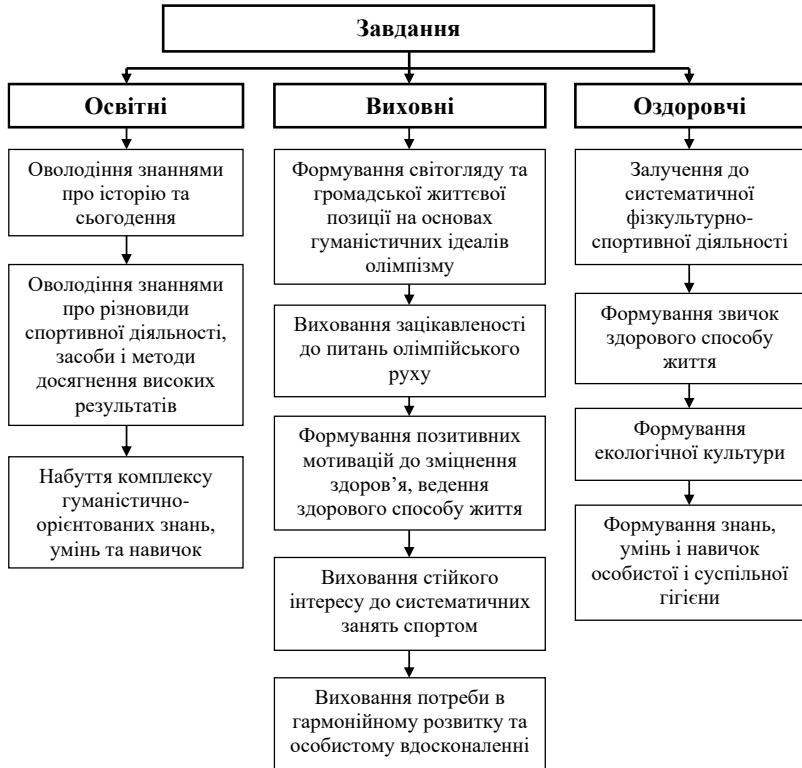 Завдання
Освітні
Оволодіння знаннями
про історію та
сьогодення
Оволодіння знаннями
про різновиди
спортивної діяльності,
засоби і методи
досягнення високих
результатів
Набуття комплексу
гуманістично-
орієнтованих знань,
умінь та навичок
Виховні
Формування світогляду та
громадської життєвої
позиції на основах
гуманістичних ідеалів
олімпізму
Виховання зацікавленості
до питань олімпійського
руху
Формування позитивних
мотивацій до зміцнення
здоров’я, ведення
здорового способу життя
Виховання стійкого
інтересу до систематичних
занять спортом
Виховання потреби в
гармонійному розвитку та
особистому вдосконаленні
Оздоровчі
Залучення до
систематичної
фізкультурно-
спортивної діяльності
Формування звичок
здорового способу
життя
Формування
екологічної культури
Формування знань,
умінь і навичок
особистої і суспільної
гігієни